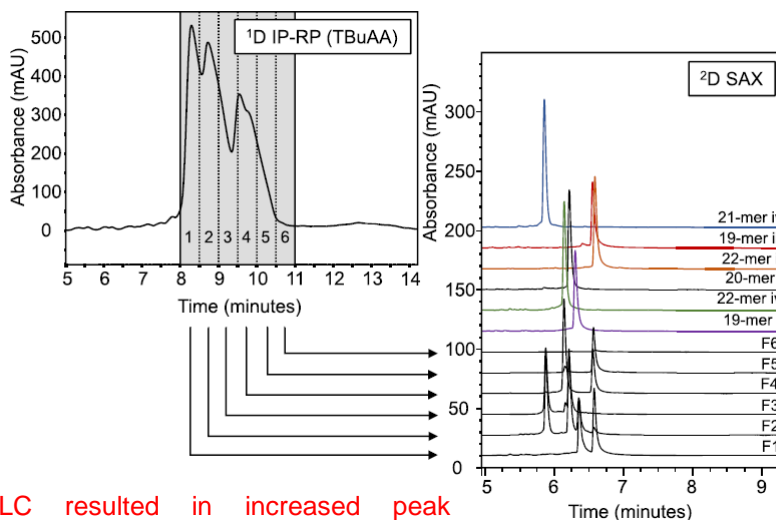 ¹D IP-RP (TBuAA)
Absorbance (mAU)
500
400
300
200
100
0
1 2 3 4 5 6
5 6 7 8 9 10 11 12 13 14
Time (minutes)
²D SAX
Absorbance (mAU)
300
250
200
150
100
50
0
21-mer iv
19-mer i
22-mer i
20-mer
22-mer iv
19-mer
F6
F5
F4
F3
F2
F1
5 6 7 8 9
Time (minutes)
LC resulted in increased peak